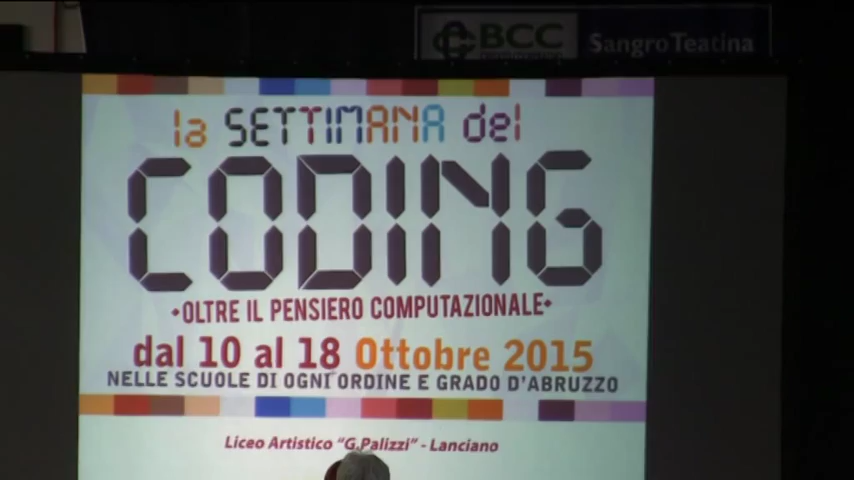 BCC
SangroTeatina
la SETTIMANA del
CODING
•OLTRE IL PENSIERO COMPUTAZIONALE•
dal 10 al 18 Ottobre 2015
NELLE SCUOLE DI OGNI ORDINE E GRADO D'ABRUZZO
Liceo Artistico "G.Palizzi" - Lanciano